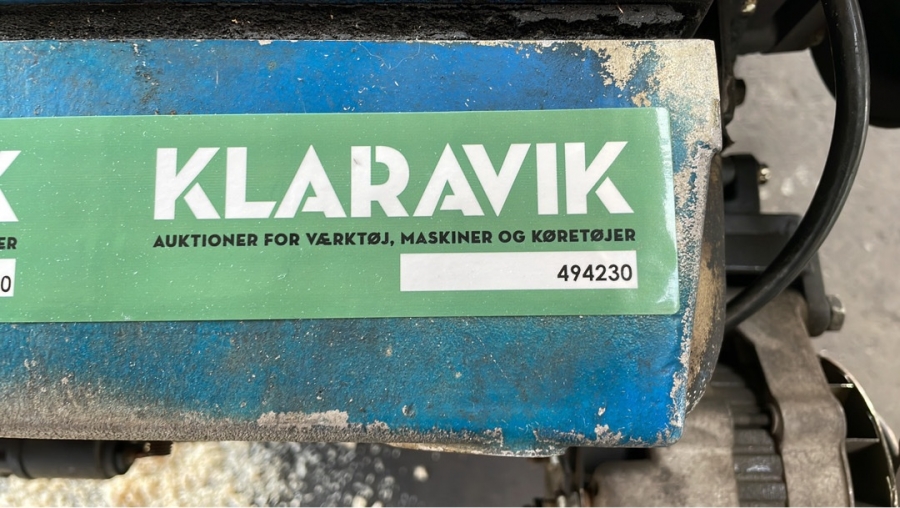 KLARAVIK
AUKTIONER FOR VÆRKTØJ, MASKINER OG KØRETØJER
494230